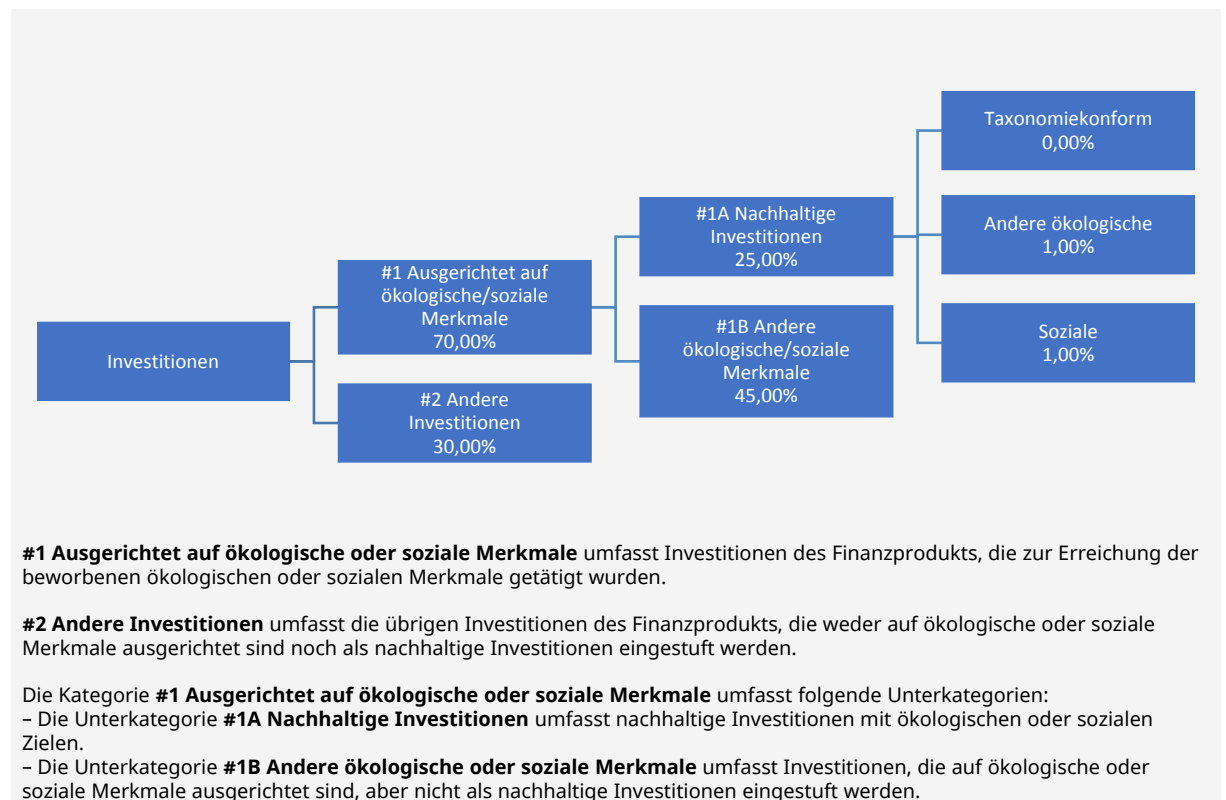 Investitionen
#1 Ausgerichtet auf
ökologische/soziale
Merkmale
70,00%
#2 Andere
Investitionen
30,00%
#1A Nachhaltige
Investitionen
25,00%
#1B Andere
ökologische/soziale
Merkmale
45,00%
Taxonomiekonform
0,00%
Andere ökologische
1,00%
Soziale
1,00%
#1 Ausgerichtet auf ökologische oder soziale Merkmale umfasst Investitionen des Finanzprodukts, die zur Erreichung der
beworbenen ökologischen oder sozialen Merkmale getätigt wurden.
#2 Andere Investitionen umfasst die übrigen Investitionen des Finanzprodukts, die weder auf ökologische oder soziale
Merkmale ausgerichtet sind noch als nachhaltige Investitionen eingestuft werden.
Die Kategorie #1 Ausgerichtet auf ökologische oder soziale Merkmale umfasst folgende Unterkategorien:
– Die Unterkategorie #1A Nachhaltige Investitionen umfasst nachhaltige Investitionen mit ökologischen oder sozialen
Zielen.
– Die Unterkategorie #1B Andere ökologische oder soziale Merkmale umfasst Investitionen, die auf ökologische oder
soziale Merkmale ausgerichtet sind, aber nicht als nachhaltige Investitionen eingestuft werden.